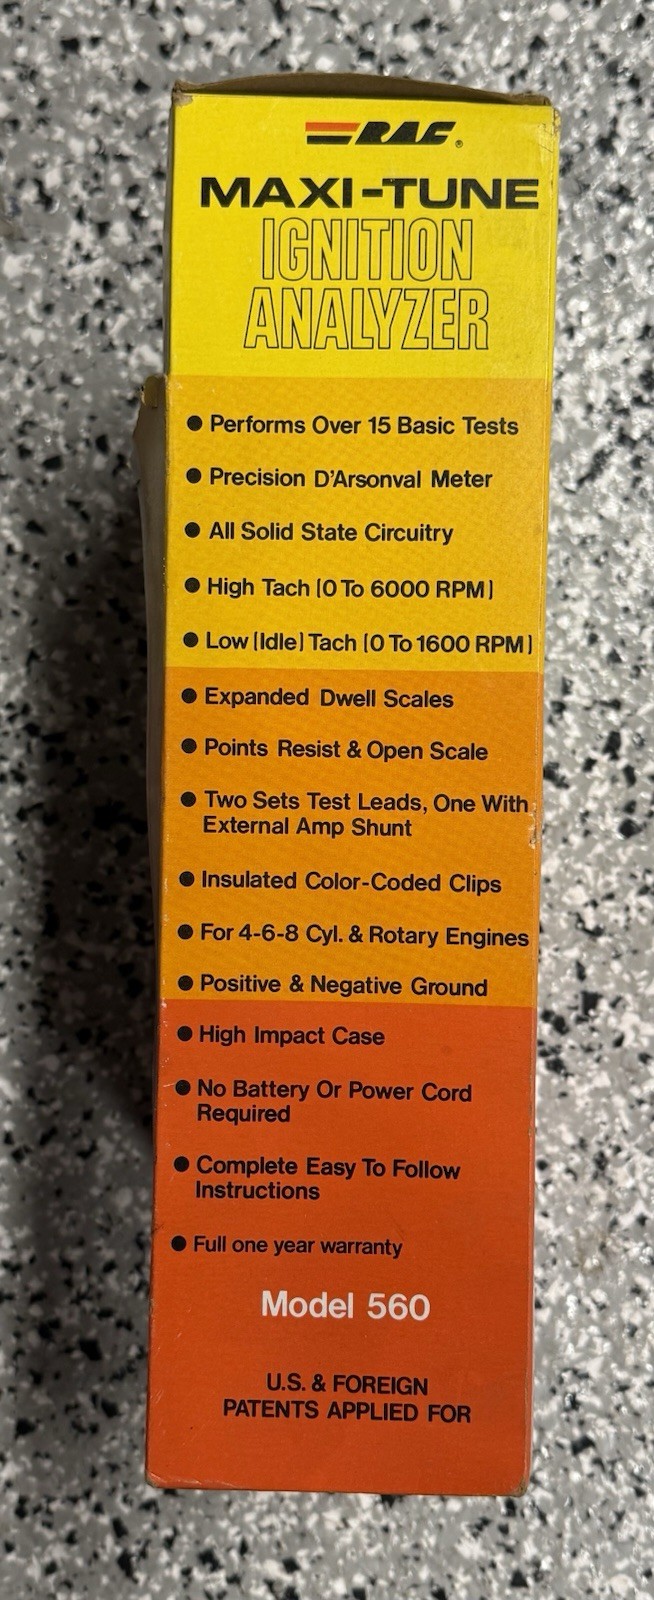 RAC®
MAXI-TUNE
IGNITION
ANALYZER
● Performs Over 15 Basic Tests
● Precision D'Arsonval Meter
● All Solid State Circuitry
● High Tach (0 To 6000 RPM)
● Low (Idle) Tach (0 To 1600 RPM)
● Expanded Dwell Scales
● Points Resist & Open Scale
● Two Sets Test Leads, One With
External Amp Shunt
● Insulated Color-Coded Clips
● For 4-6-8 Cyl. & Rotary Engines
● Positive & Negative Ground
● High Impact Case
● No Battery Or Power Cord
Required
● Complete Easy To Follow
Instructions
● Full one year warranty
Model 560
U.S. & FOREIGN
PATENTS APPLIED FOR